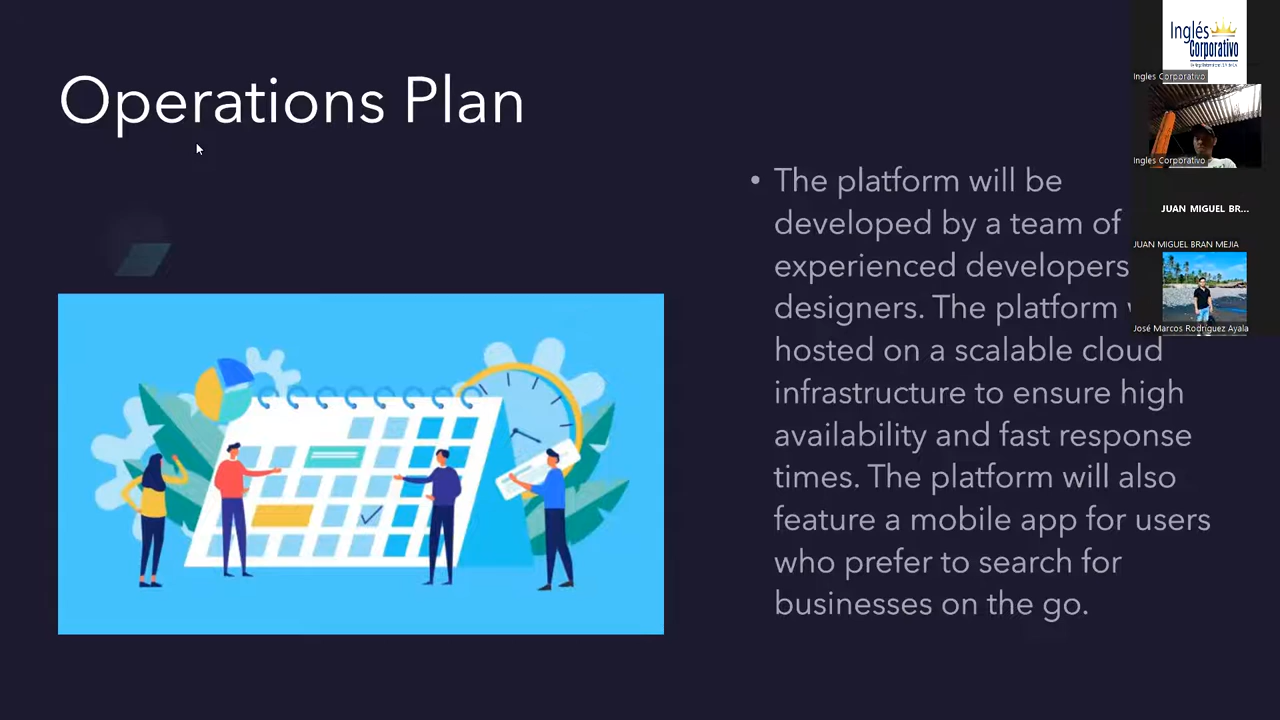 Operations Plan
• The platform will be
developed by a team of
experienced developers
designers. The platform
hosted on a scalable cloud
infrastructure to ensure high
availability and fast response
times. The platform will also
feature a mobile app for users
who prefer to search for
businesses on the go.
Inglés
Corporativo
Ingles Corporativo
Ingles Corporativo
JUAN MIGUEL BR...
JUAN MIGUEL BRAN MEJIA
José Marcos Rodríguez Ayala